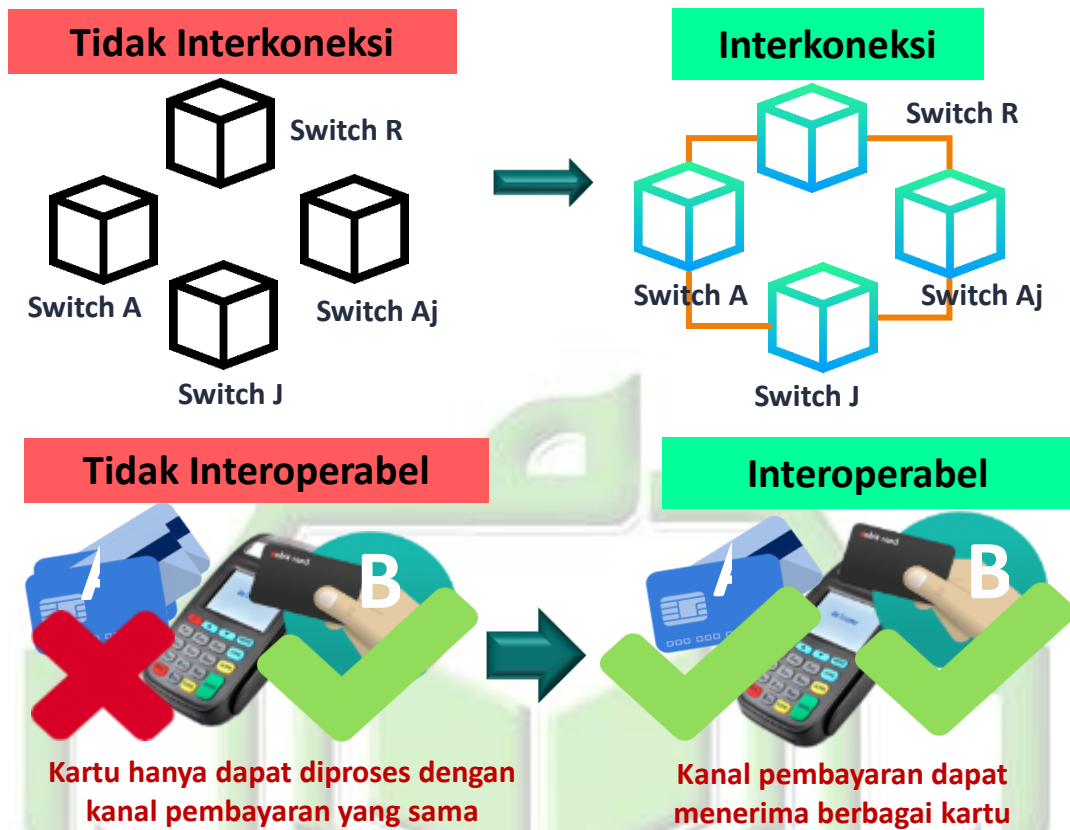 Tidak Interkoneksi
Switch R
Switch A
Switch Aj
Switch J
Interkoneksi
Switch R
Switch A
Switch Aj
Switch J
Tidak Interoperabel
A
B
Kartu hanya dapat diproses dengan
kanal pembayaran yang sama
Interoperabel
A
B
Welcome
Kanal pembayaran dapat
menerima berbagai kartu